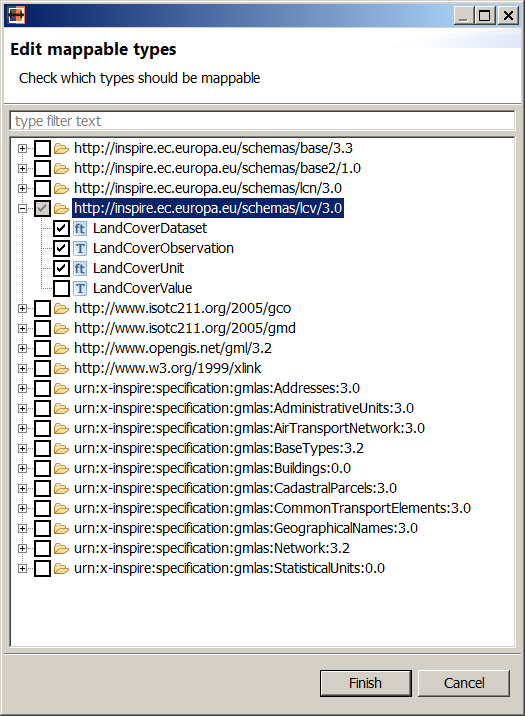 Edit mappable types
Check which types should be mappable
type filter text
http://inspire.ec.europa.eu/schemas/base/3.3
http://inspire.ec.europa.eu/schemas/base2/1.0
http://inspire.ec.europa.eu/schemas/lcn/3.0
http://inspire.ec.europa.eu/schemas/lcv/3.0
ft LandCoverDataset
T LandCoverObservation
ft LandCoverUnit
T LandCoverValue
http://www.isotc211.org/2005/gco
http://www.isotc211.org/2005/gmd
http://www.opengis.net/gml/3.2
http://www.w3.org/1999/xlink
urn:x-inspire:specification:gmlas:Addresses:3.0
urn:x-inspire:specification:gmlas:AdministrativeUnits:3.0
urn:x-inspire:specification:gmlas:AirTransportNetwork:3.0
urn:x-inspire:specification:gmlas:BaseTypes:3.2
urn:x-inspire:specification:gmlas:Buildings:0.0
urn:x-inspire:specification:gmlas:CadastralParcels:3.0
urn:x-inspire:specification:gmlas:CommonTransportElements:3.0
urn:x-inspire:specification:gmlas:GeographicalNames:3.0
urn:x-inspire:specification:gmlas:Network:3.2
urn:x-inspire:specification:gmlas:StatisticalUnits:0.0
Finish Cancel